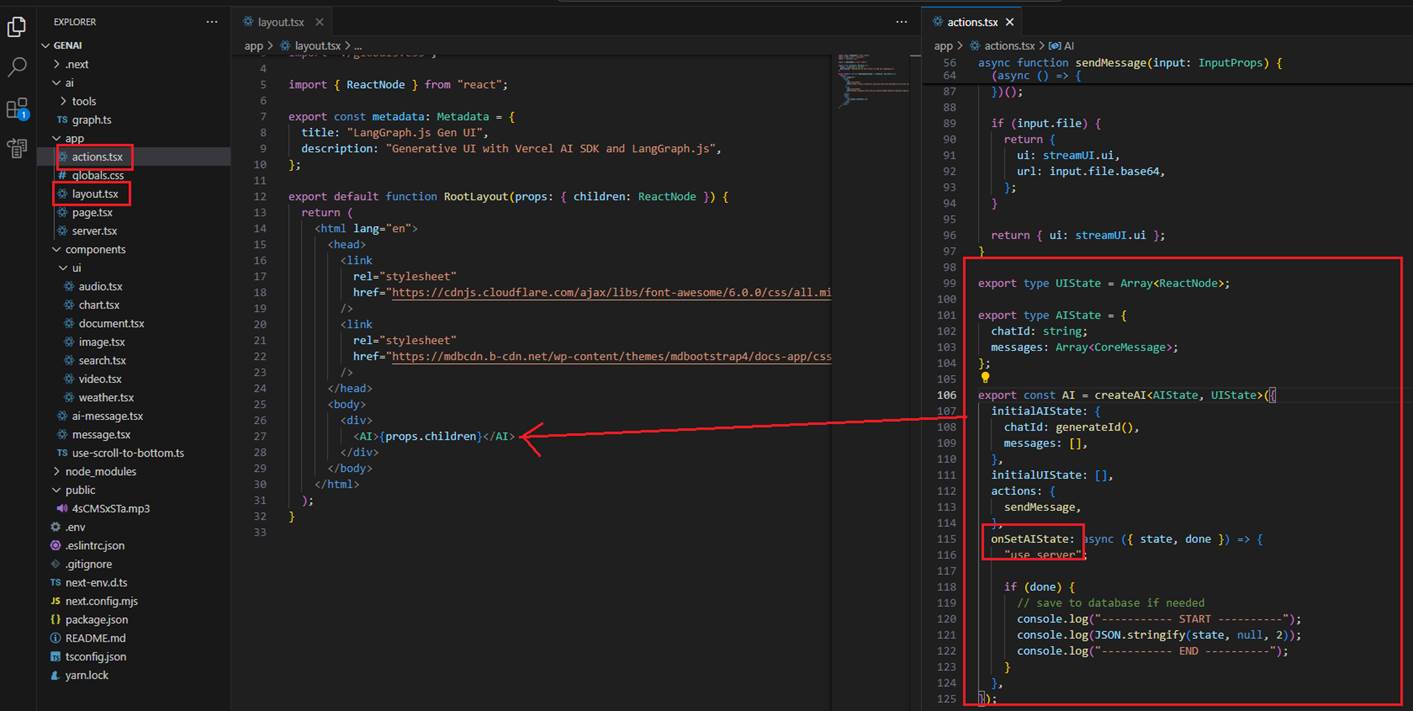 EXPLORER
GENAI
.next
ai
tools
TS graph.ts
app
actions.tsx
# globals.css
layout.tsx
page.tsx
server.tsx
components
ui
audio.tsx
chart.tsx
document.tsx
image.tsx
search.tsx
video.tsx
weather.tsx
ai-message.tsx
message.tsx
TS use-scroll-to-bottom.ts
node_modules
public
4sCMSxSTa.mp3
.env
.eslintrc.json
.gitignore
TS next-env.d.ts
JS next.config.mjs
{} package.json
README.md
tsconfig.json
yarn.lock
1
layout.tsx
app > layout.tsx > ...
4
5 import { ReactNode } from "react";
6
7 export const metadata: Metadata = {
8 title: "LangGraph.js Gen UI",
9 description: "Generative UI with Vercel AI SDK and LangGraph.js",
10 };
11
12 export default function RootLayout(props: { children: ReactNode }) {
13 return (
14 <html lang="en">
15 <head>
16 <link
17 rel="stylesheet"
18 href="https://cdnjs.cloudflare.com/ajax/libs/font-awesome/6.0.0/css/all.mi
19 />
20 <link
21 rel="stylesheet"
22 href="https://mdbcdn.b-cdn.net/wp-content/themes/mdbootstrap4/docs-app/css
23 />
24 </head>
25 <body>
26 <div>
27 <AI>{props.children}</AI>
28 </div>
29 </body>
30 </html>
31 );
32 }
33
actions.tsx
app > actions.tsx > AI
56 async function sendMessage(input: InputProps) {
64 (async () => {
87 })();
88
89 if (input.file) {
90 return {
91 ui: streamUI.ui,
92 url: input.file.base64,
93 };
94 }
95
96 return { ui: streamUI.ui };
97 }
98
99 export type UIState = Array<ReactNode>;
100
101 export type AIState = {
102 chatId: string;
103 messages: Array<CoreMessage>;
104 };
105
106 export const AI = createAI<AIState, UIState>({
107 initialAIState: {
108 chatId: generateId(),
109 messages: [],
110 },
111 initialUIState: [],
112 actions: {
113 sendMessage,
114 },
115 onSetAIState: async ({ state, done }) => {
116 "use server";
117
118 if (done) {
119 // save to database if needed
120 console.log("----------- START ----------");
121 console.log(JSON.stringify(state, null, 2));
122 console.log("----------- END ----------");
123 }
124 },
125 });